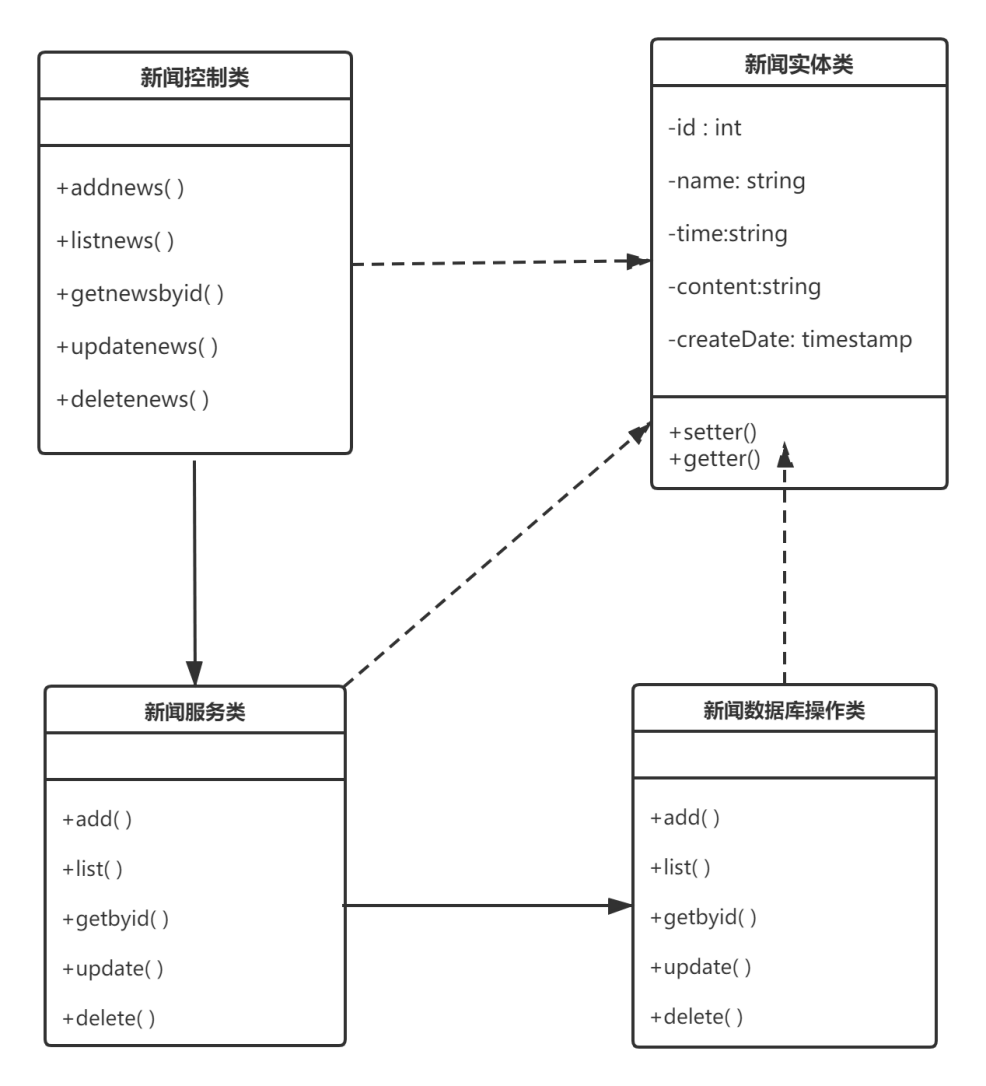 新闻控制类
+addnews( )
+listnews( )
+getnewsbyid( )
+updatenews( )
+deletenews( )
新闻实体类
-id : int
-name: string
-time:string
-content:string
-createDate: timestamp
+setter()
+getter()
新闻服务类
+add( )
+list( )
+getbyid( )
+update( )
+delete( )
新闻数据库操作类
+add( )
+list( )
+getbyid( )
+update( )
+delete( )